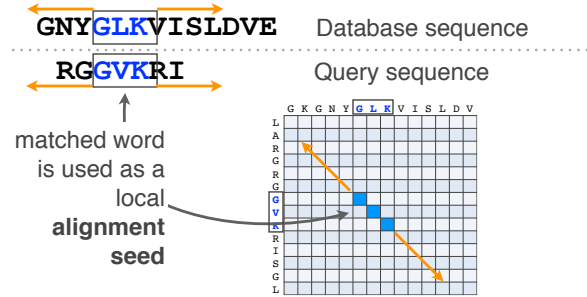 GNYGLKVISLDVE Database sequence
RGGVKRI Query sequence
matched word
is used as a
local
alignment
seed
G K G N Y G L K V I S L D V
L
A
R
G
R
G
G
V
K
R
I
S
G
L